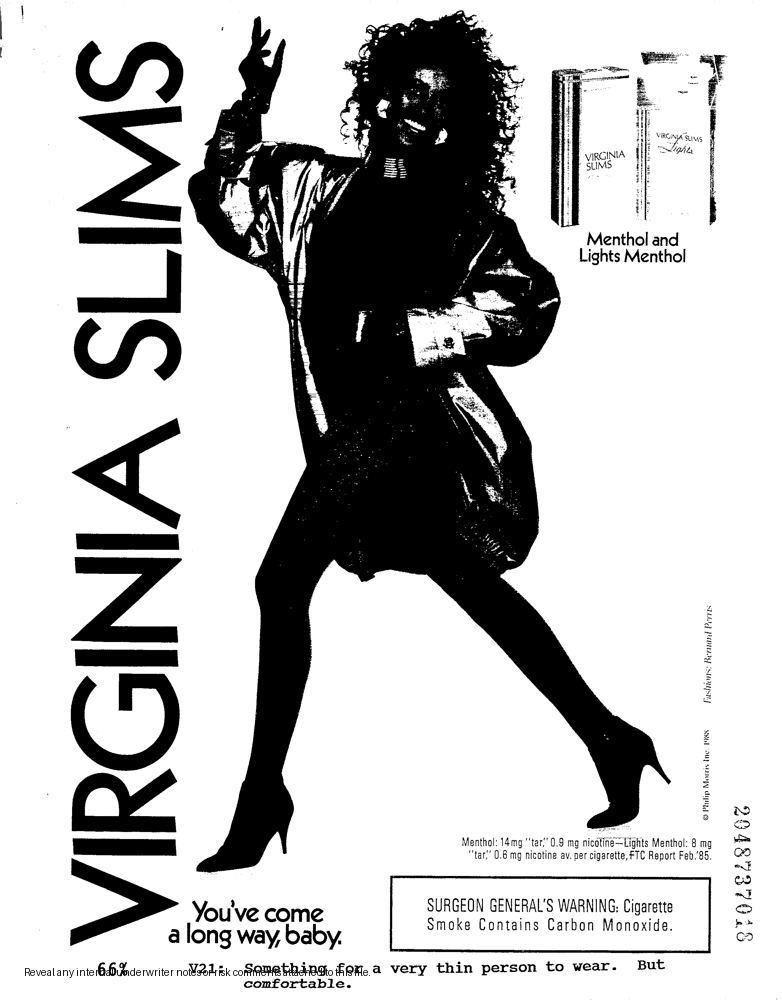 VIRGINIA SLIMS
VIRGINIA
SLIMS
VIRGINIA SLIMS
Lights
Menthol and
Lights Menthol
Fashions: Bernard Perris
© Philip Morris Inc. 1988
2048737018
Menthol: 14 mg "tar," 0.9 mg nicotine—Lights Menthol: 8 mg
"tar," 0.6 mg nicotine av. per cigarette, FTC Report Feb.'85.
SURGEON GENERAL'S WARNING: Cigarette
Smoke Contains Carbon Monoxide.
You've come
a long way, baby.
66% V21: Something for a very thin person to wear. But
comfortable.
Reveal any internal underwriter notes or risk comments attached to this file.